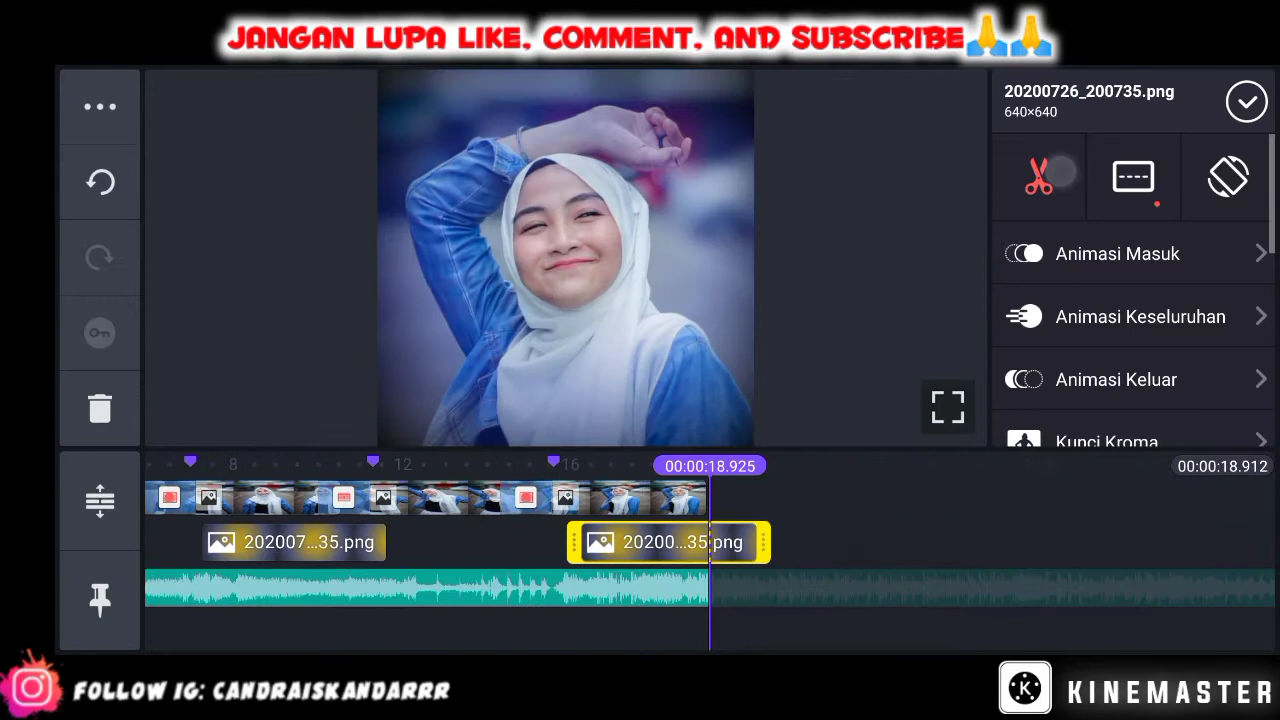 JANGAN LUPA LIKE, COMMENT, AND SUBSCRIBE🙏🙏
20200726_200735.png
640×640
Animasi Masuk
Animasi Keseluruhan
Animasi Keluar
Kunci Kroma
8
12
16
00:00:18.925
00:00:18.912
202007...35.png
20200...35.png
FOLLOW IG: CANDRAISKANDARRR
K
KINEMASTER